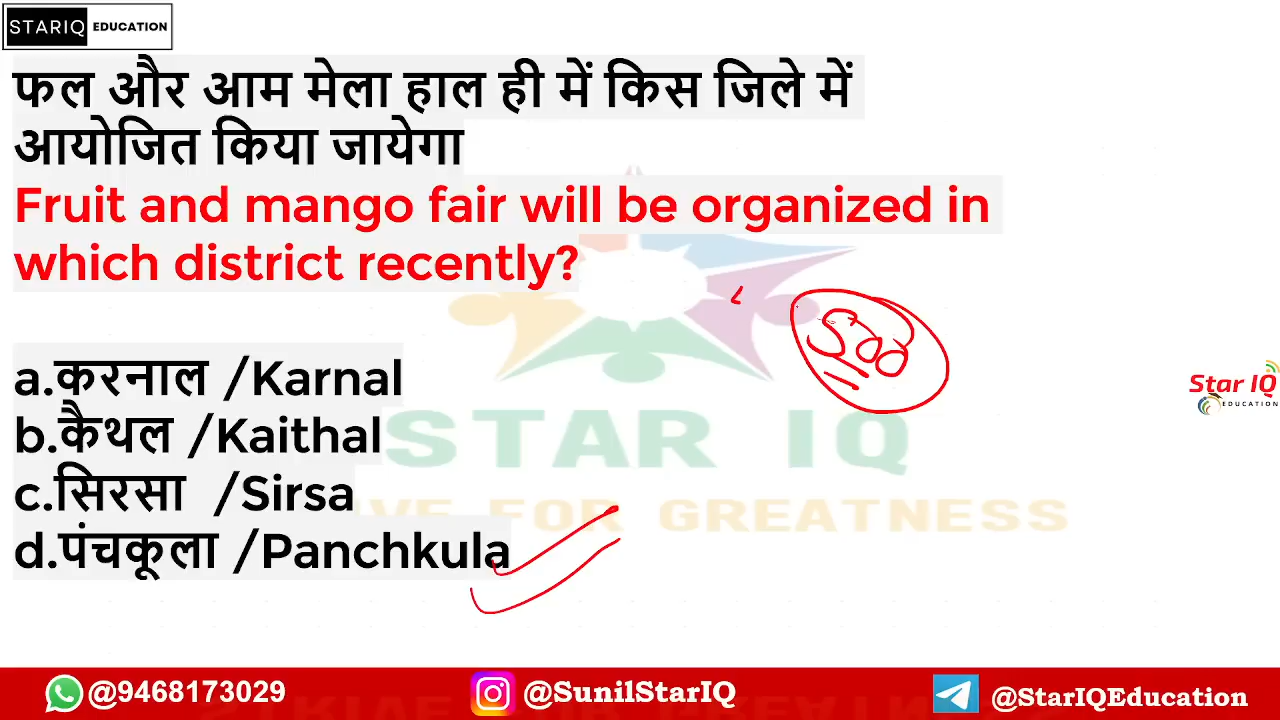 STARIQ EDUCATION
फल और आम मेला हाल ही में किस जिले में
आयोजित किया जायेगा
Fruit and mango fair will be organized in
which district recently?
500
a.करनाल /Karnal
b.कैथल /Kaithal
c.सिरसा /Sirsa
d.पंचकूला /Panchkula
Star IQ
EDUCATION
STAR IQ
FOR GREATNESS
@9468173029
@SunilStarIQ
@StarIQEducation